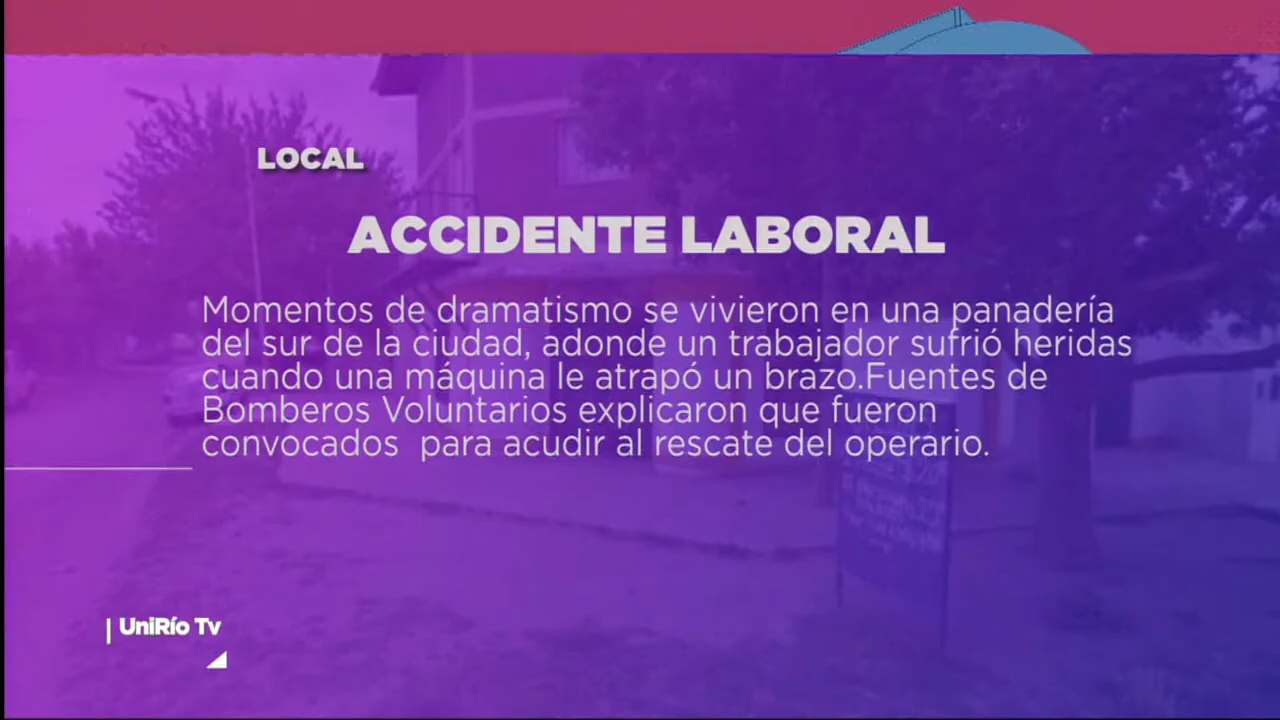 LOCAL
ACCIDENTE LABORAL
Momentos de dramatismo se vivieron en una panadería
del sur de la ciudad, adonde un trabajador sufrió heridas
cuando una máquina le atrapó un brazo.Fuentes de
Bomberos Voluntarios explicaron que fueron
convocados  para acudir al rescate del operario.
| UniRío Tv